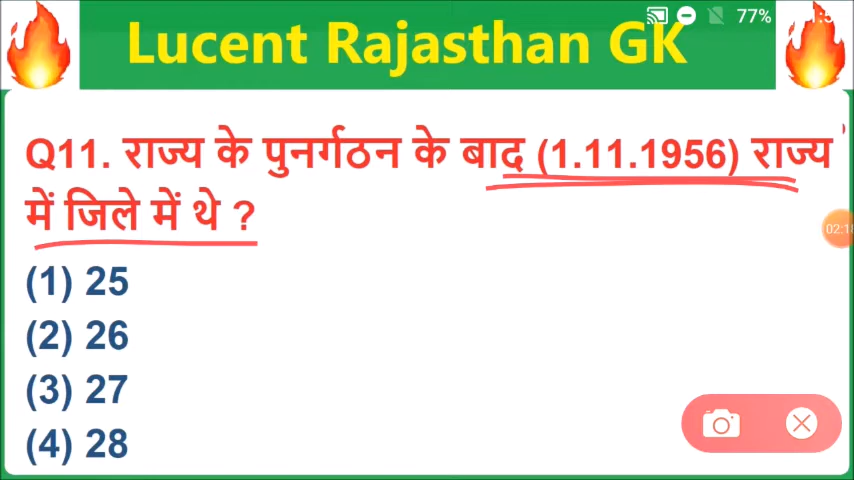 77%
Lucent Rajasthan GK
Q11. राज्य के पुनर्गठन के बाद (1.11.1956) राज्य
में जिले में थे ?
(1) 25
(2) 26
(3) 27
(4) 28